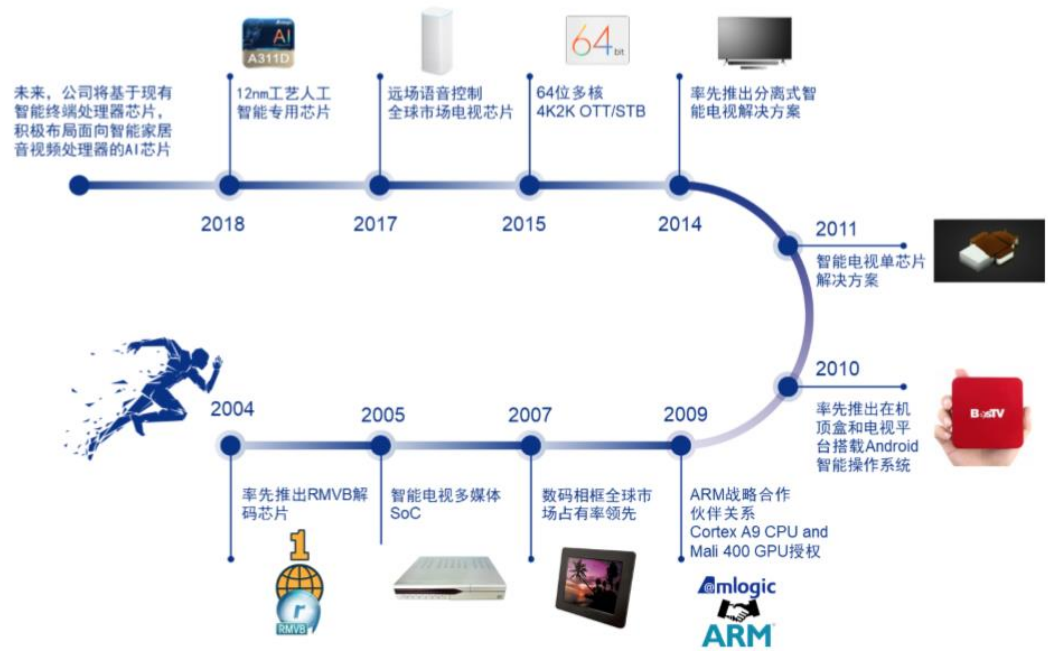 Amlogic
AI
A311D
64bit
未来，公司将基于现有
智能终端处理器芯片，
积极布局面向智能家居
音视频处理器的AI芯片
12nm工艺人工
智能专用芯片
远场语音控制
全球市场电视芯片
64位多核
4K2K OTT/STB
率先推出分离式智
能电视解决方案
2018
2017
2015
2014
2011
智能电视单芯片
解决方案
2010
率先推出在机
顶盒和电视平
台搭载Android
智能操作系统
BesTV
2004
2005
2007
2009
率先推出RMVB解
码芯片
智能电视多媒体
SoC
数码相框全球市
场占有率领先
ARM战略合作
伙伴关系
Cortex A9 CPU and
Mali 400 GPU授权
1
r
RMVB
Amlogic
ARM